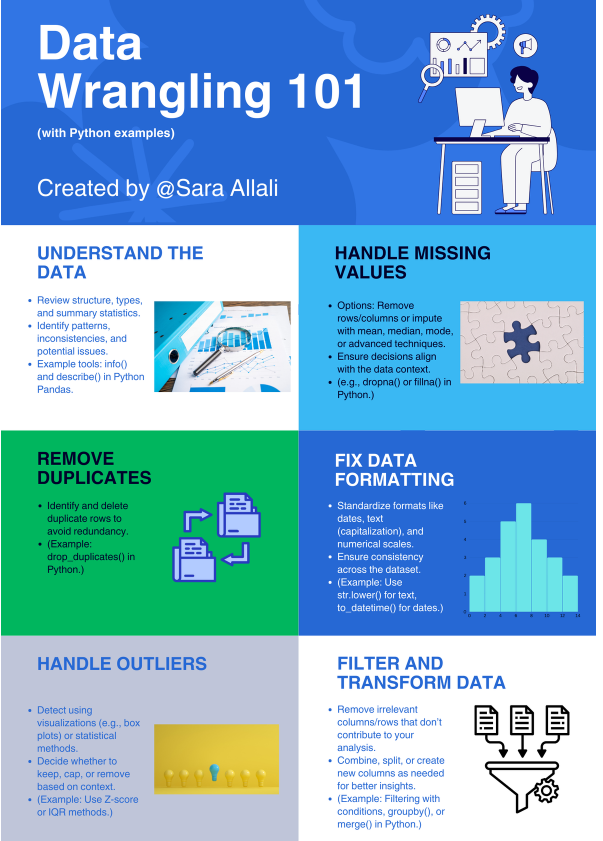 Data
Wrangling 101
(with Python examples)
Created by @Sara Allali
UNDERSTAND THE
DATA
• Review structure, types,
and summary statistics.
• Identify patterns,
inconsistencies, and
potential issues.
• Example tools: info()
and describe() in Python
Pandas.
HANDLE MISSING
VALUES
• Options: Remove
rows/columns or impute
with mean, median, mode,
or advanced techniques.
• Ensure decisions align
with the data context.
• (e.g., dropna() or fillna() in
Python.)
REMOVE
DUPLICATES
• Identify and delete
duplicate rows to
avoid redundancy.
• (Example:
drop_duplicates() in
Python.)
FIX DATA
FORMATTING
• Standardize formats like
dates, text
(capitalization), and
numerical scales.
• Ensure consistency
across the dataset.
• (Example: Use
str.lower() for text,
to_datetime() for dates.)
0 2 4 6 8 10 12 14
HANDLE OUTLIERS
• Detect using
visualizations (e.g., box
plots) or statistical
methods.
• Decide whether to
keep, cap, or remove
based on context.
• (Example: Use Z-score
or IQR methods.)
FILTER AND
TRANSFORM DATA
• Remove irrelevant
columns/rows that don't
contribute to your
analysis.
• Combine, split, or create
new columns as needed
for better insights.
• (Example: Filtering with
conditions, groupby(), or
merge() in Python.)